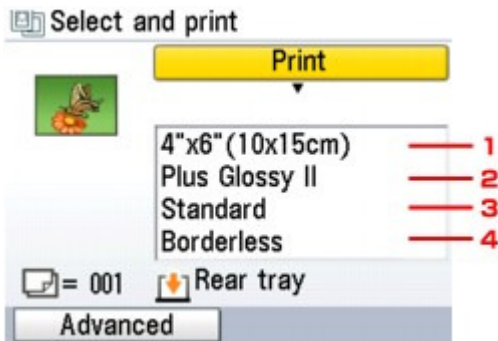 Select and print
Print
4"x6"(10x15cm) 1
Plus Glossy II 2
Standard 3
Borderless 4
= 001 Rear tray
Advanced